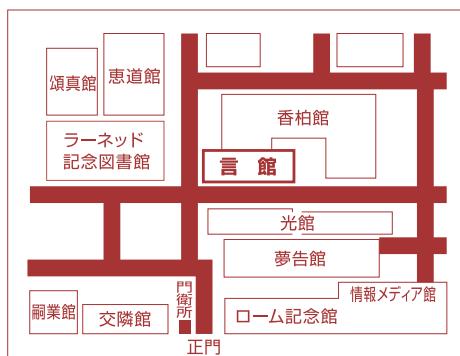 頌真館
恵道館
香柏館
ラーネッド
記念図書館
言 館
光館
夢告館
門衛所
情報メディア館
嗣業館
交隣館
ローム記念館
正門